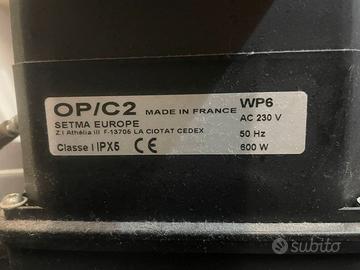 OP/C2 MADE IN FRANCE WP6
SETMA EUROPE AC 230 V
Z.I Athélia III F-13705 LA CIOTAT CEDEX 50 Hz
Classe I IPX5 CE 600 W
subito